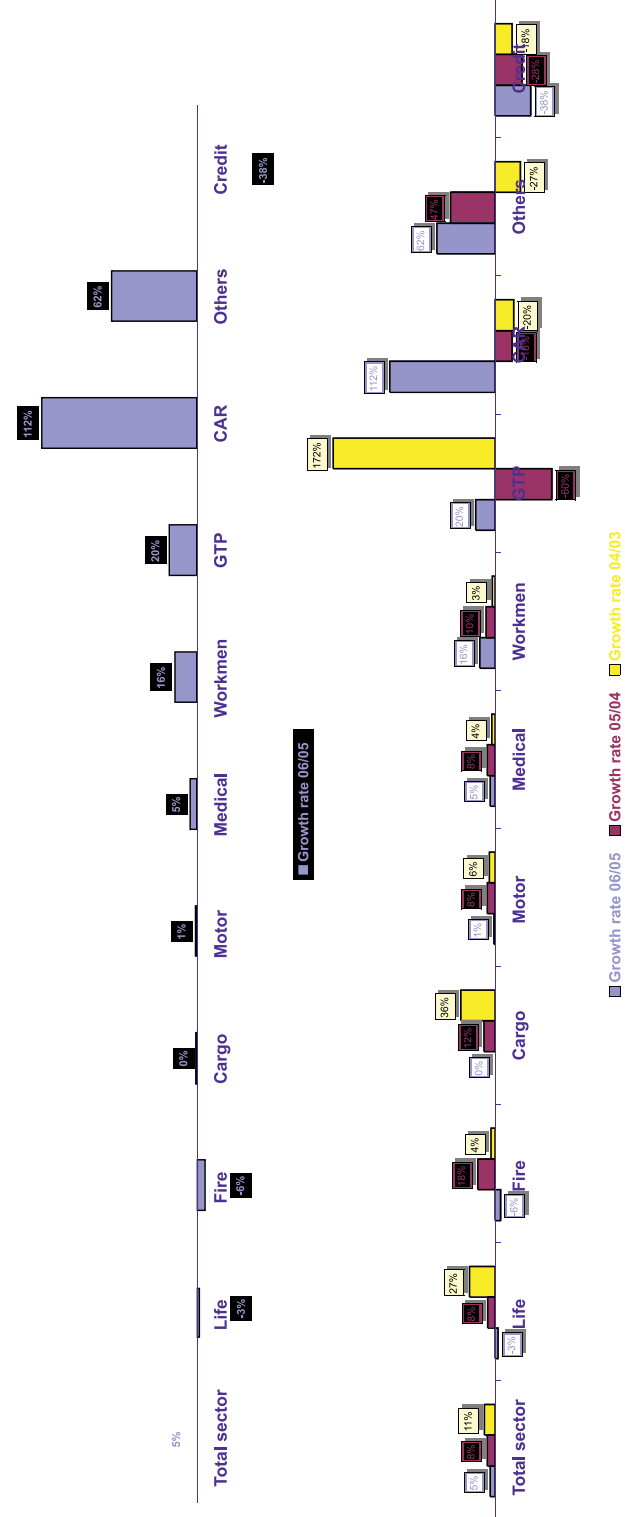 5%
0%
1%
5%
16%
20%
112%
62%
Total sector Life Fire Cargo Motor Medical Workmen GTP CAR Others Credit
-3%
-6%
-38%
Growth rate 06/05
5% 8% 11%
-3% 8% 27%
-6% 18% 4%
0% 12% 36%
1% 8% 6%
5% 8% 4%
16% 10% 3%
20% -60% 172%
112% -20%
62% 47% -27%
-38% -28% -18%
Total sector Life Fire Cargo Motor Medical Workmen GTP CAR Others Credit
Growth rate 06/05 Growth rate 05/04 Growth rate 04/03